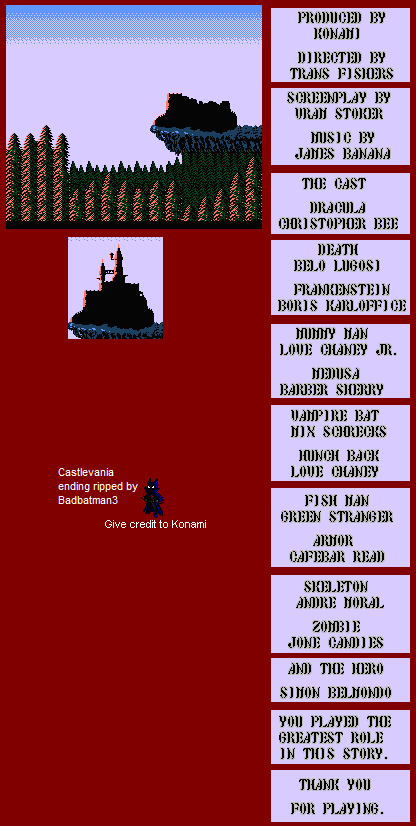 PRODUCED BY
KONAMI
DIRECTED BY
TRANS FISHERS
SCREENPLAY BY
VRAM STOKER
MUSIC BY
JAMES BANANA
THE CAST
DRACULA
CHRISTOPHER BEE
DEATH
BELO LUGOSI
FRANKENSTEIN
BORIS KARLOFFICE
MUMMY MAN
LOVE CHANEY JR.
MEDUSA
BARBER SHERRY
VAMPIRE BAT
MIX SCHRECKS
HUNCH BACK
LOVE CHANEY
FISH MAN
GREEN STRANGER
ARMOR
CAFEBAR READ
SKELETON
ANDRE MORAL
ZOMBIE
JONE CANDIES
AND THE HERO
SIMON BELMONDO
YOU PLAYED THE
GREATEST ROLE
IN THIS STORY.
THANK YOU
FOR PLAYING.
Castlevania
ending ripped by
Badbatman3
Give credit to Konami